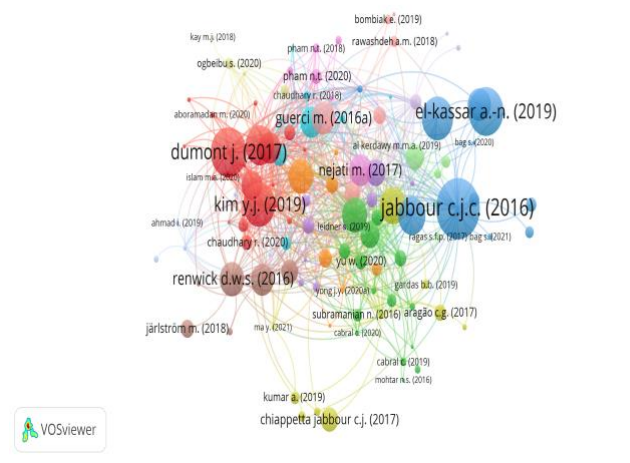 bombiak e. (2019)
kay m.j. (2018)
rawashdeh a.m. (2018)
pham n.t. (2018)
ogbeibu s. (2020)
pham n.t. (2020)
chaudhary r. (2018)
aboramadan m. (2020)
guerci m. (2016a)
el-kassar a.-n. (2019)
al kerdawy m.m.a. (2019)
bag s. (2020)
dumont j. (2017)
nejati m. (2017)
islam m.a. (2020)
kim y.j. (2019)
jabbour c.j.c. (2016)
ahmad i. (2019)
leidner s. (2019)
chaudhary r. (2020)
ragas s.f.p. (2017)
bag s. (2021)
yu w. (2020)
renwick d.w.s. (2016)
yong j.y. (2020a)
gardas b.b. (2019)
subramanian n. (2016)
aragão c.g. (2017)
järlström m. (2018)
ma y. (2021)
cabral c. (2020)
cabral c. (2019)
mohtar n.s. (2016)
kumar a. (2019)
chiappetta jabbour c.j. (2017)
VOSviewer